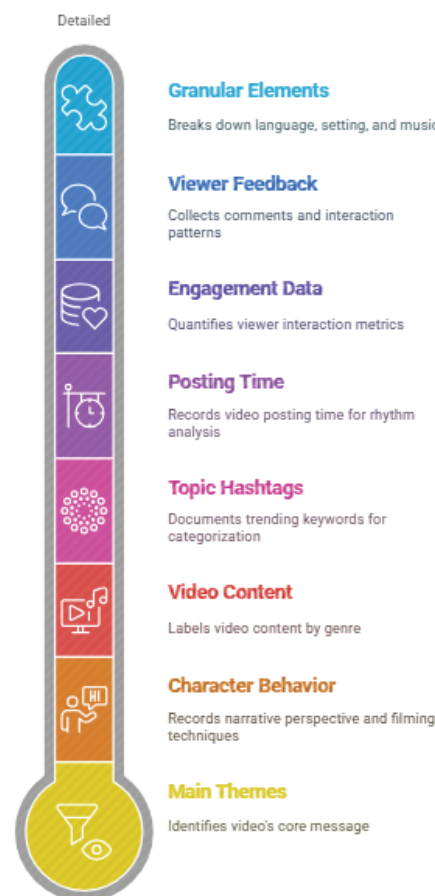 Detailed
Granular Elements
Breaks down language, setting, and music
Viewer Feedback
Collects comments and interaction
patterns
Engagement Data
Quantifies viewer interaction metrics
Posting Time
Records video posting time for rhythm
analysis
Topic Hashtags
Documents trending keywords for
categorization
Video Content
Labels video content by genre
HI
Character Behavior
Records narrative perspective and filming
techniques
Main Themes
Identifies video's core message